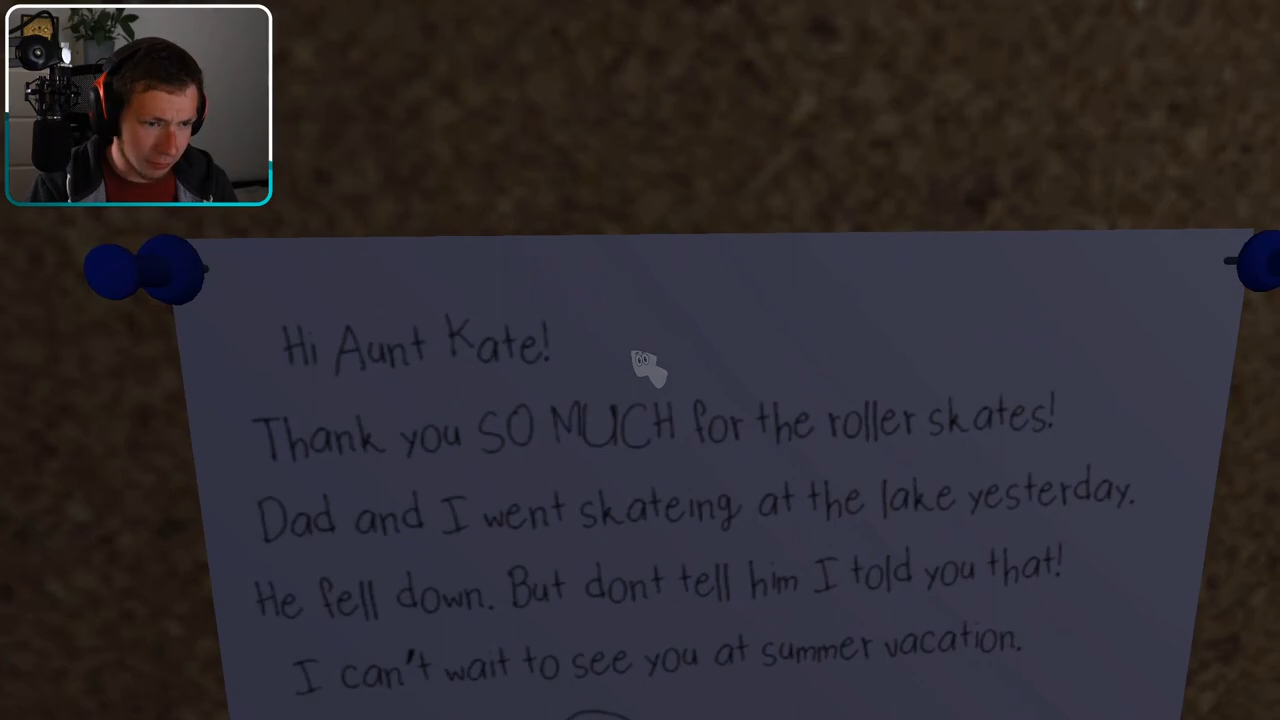 Hi Aunt Kate!
Thank you SO MUCH for the roller skates!
Dad and I went skateing at the lake yesterday.
He fell down. But dont tell him I told you that!
I can't wait to see you at summer vacation.